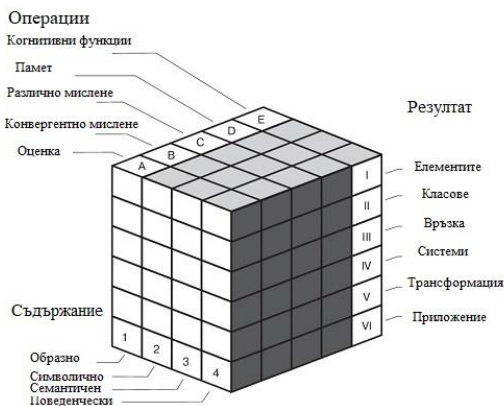 Операции
Когнитивни функции
Памет
Различно мислене
Конвергентно мислене
Оценка
A
B
C
D
E
Резултат
I
II
III
IV
V
VI
Елементите
Класове
Връзка
Системи
Трансформация
Приложение
Съдържание
1
2
3
4
Образно
Символично
Семантичен
Поведенчески